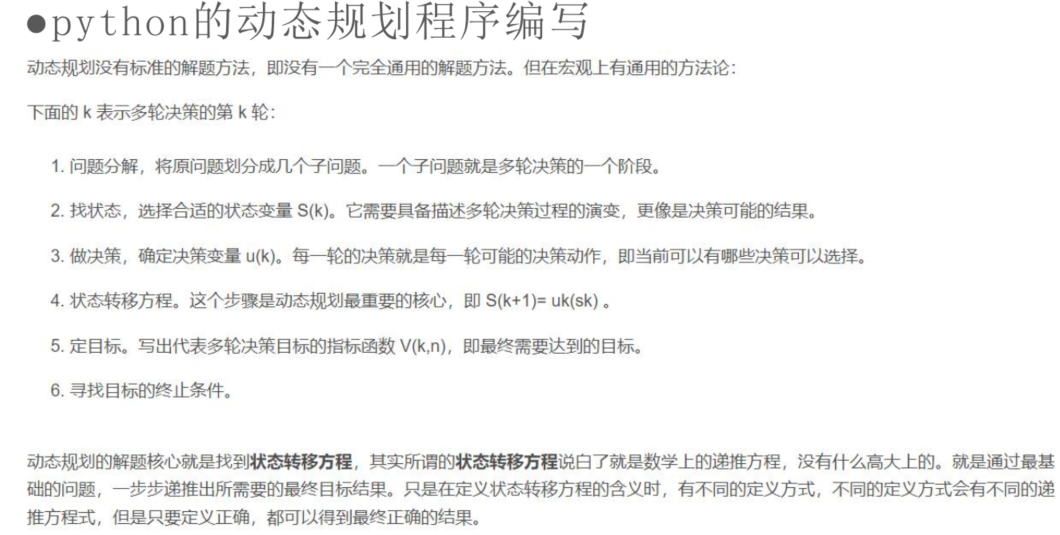 ●python的动态规划程序编写
动态规划没有标准的解题方法，即没有一个完全通用的解题方法。但在宏观上有通用的方法论：
下面的 k 表示多轮决策的第 k 轮：
1. 问题分解，将原问题划分成几个子问题。一个子问题就是多轮决策的一个阶段。
2. 找状态，选择合适的状态变量 S(k)。它需要具备描述多轮决策过程的演变，更像是决策可能的结果。
3. 做决策，确定决策变量 u(k)。每一轮的决策就是每一轮可能的决策动作，即当前可以有哪些决策可以选择。
4. 状态转移方程。这个步骤是动态规划最重要的核心，即 S(k+1)= uk(sk) 。
5. 定目标。写出代表多轮决策目标的指标函数 V(k,n)，即最终需要达到的目标。
6. 寻找目标的终止条件。
动态规划的解题核心就是找到状态转移方程，其实所谓的状态转移方程说白了就是数学上的递推方程，没有什么高大上的。就是通过最基
础的问题，一步步递推出所需要的最终目标结果。只是在定义状态转移方程的含义时，有不同的定义方式，不同的定义方式会有不同的递
推方程式，但是只要定义正确，都可以得到最终正确的结果。